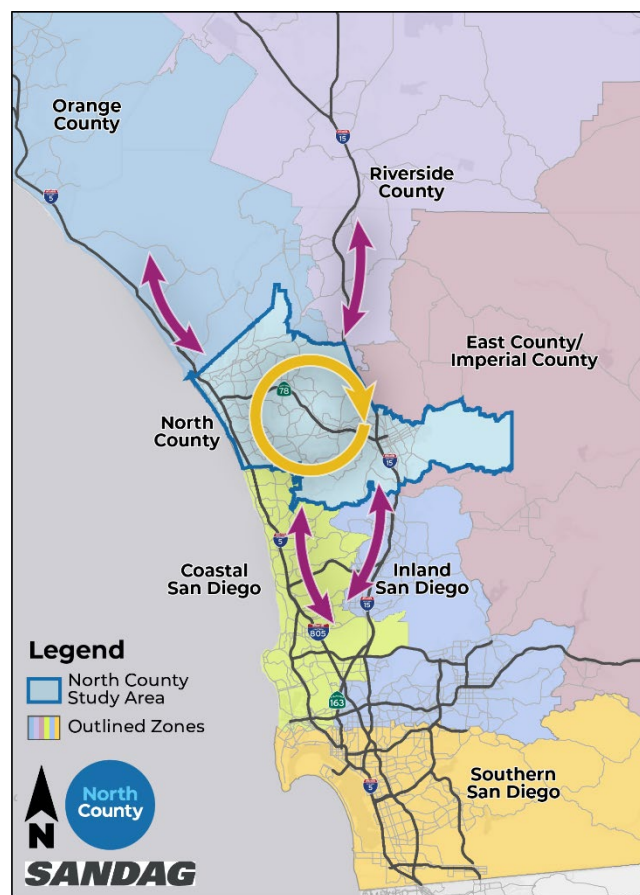 Orange
County
15
Riverside
County
5
East County/
Imperial County
78
North
County
15
5
Coastal
San Diego
Inland
San Diego
15
805
Legend
North County
Study Area
163
Outlined Zones
North
County
Southern
San Diego
5
N
SANDAG